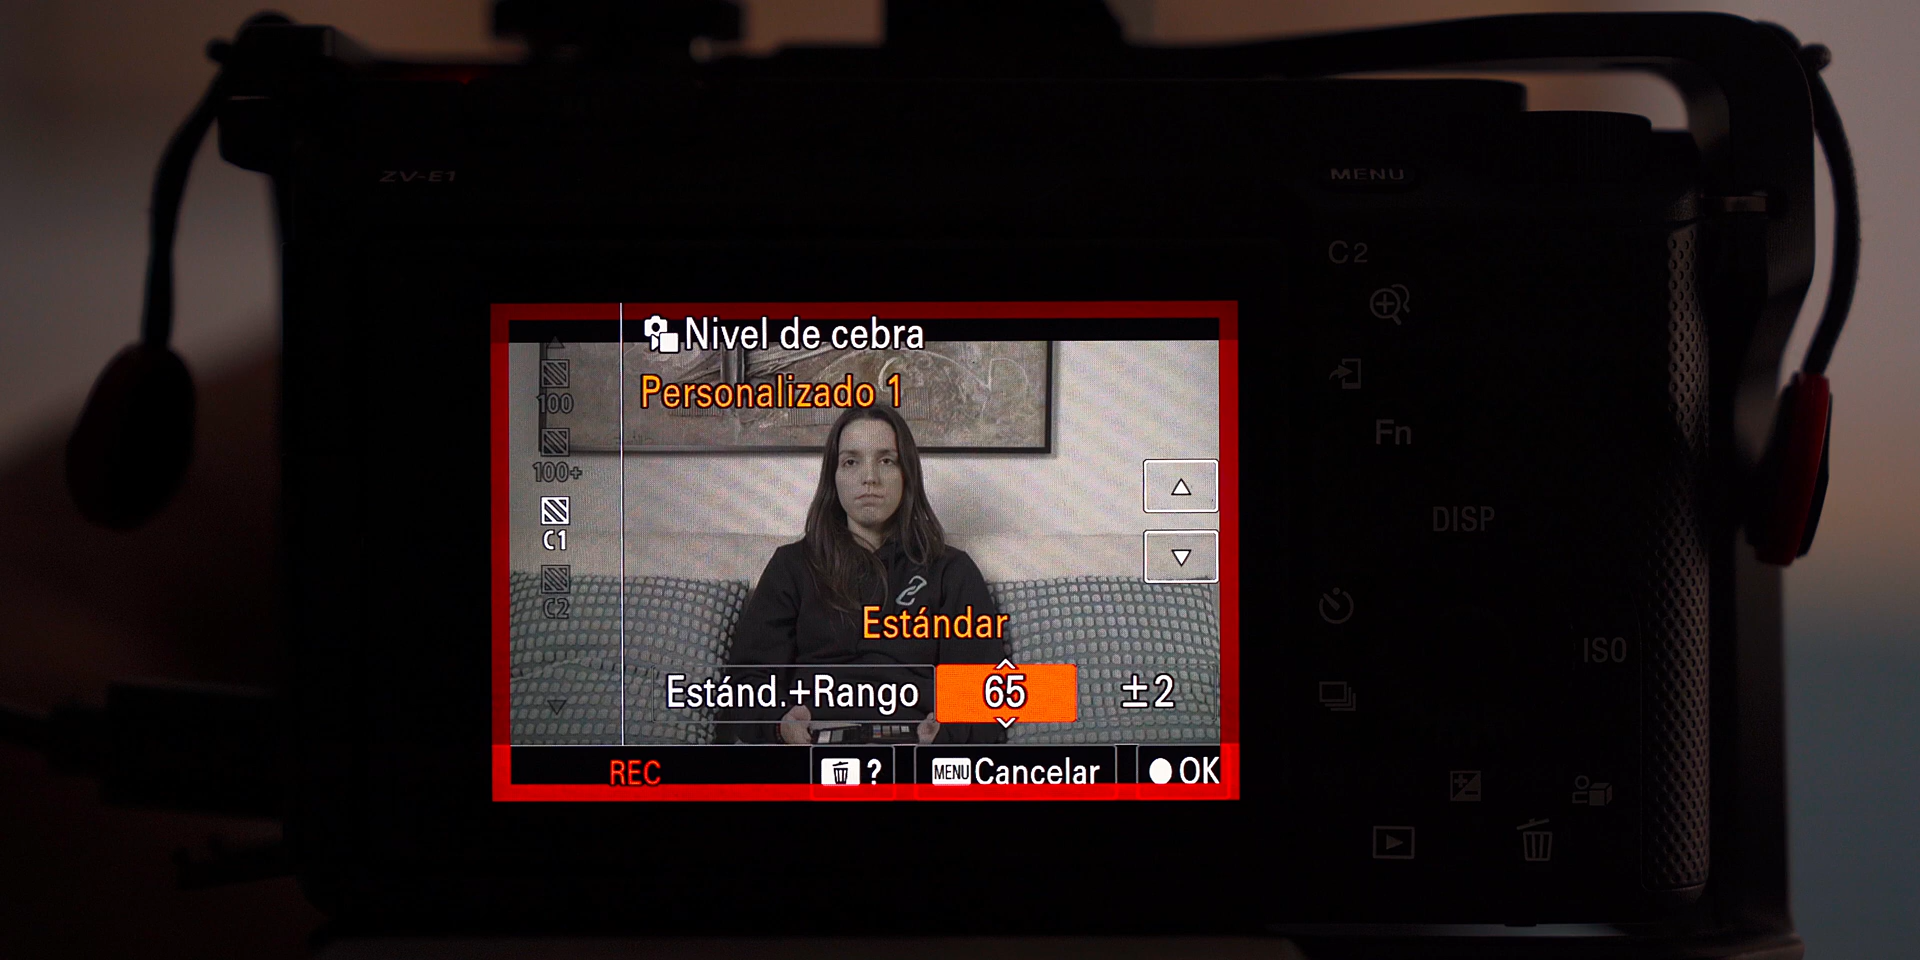 ZV-E1
MENU
C2
Nivel de cebra
Personalizado 1
100
100+
C1
C2
Fn
DISP
Estándar
Estánd.+Rango 65 ±2
ISO
REC ? MENU Cancelar OK